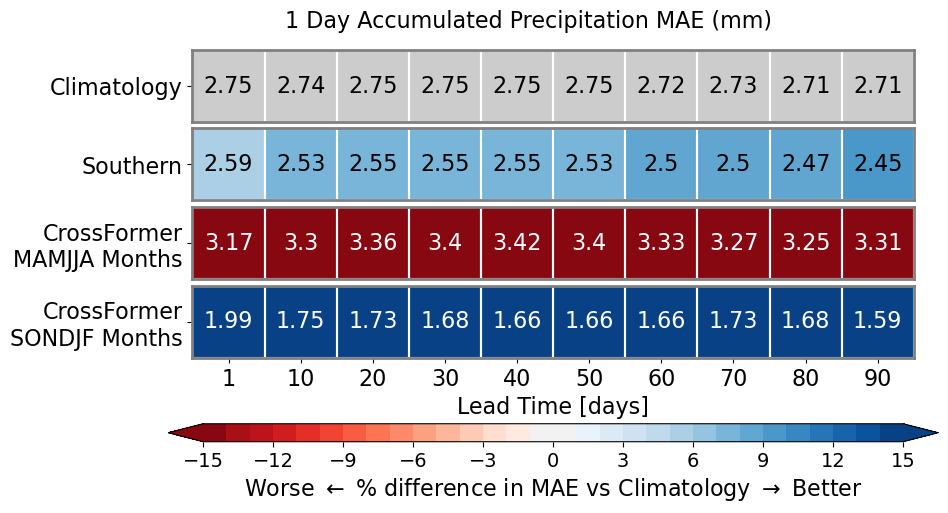 1 Day Accumulated Precipitation MAE (mm)
Climatology 2.75 2.74 2.75 2.75 2.75 2.75 2.72 2.73 2.71 2.71
Southern 2.59 2.53 2.55 2.55 2.55 2.53 2.5 2.5 2.47 2.45
CrossFormer
MAMJJA Months 3.17 3.3 3.36 3.4 3.42 3.4 3.33 3.27 3.25 3.31
CrossFormer
SONDJF Months 1.99 1.75 1.73 1.68 1.66 1.66 1.66 1.73 1.68 1.59
1 10 20 30 40 50 60 70 80 90
Lead Time [days]
−15 −12 −9 −6 −3 0 3 6 9 12 15
Worse ← % difference in MAE vs Climatology → Better